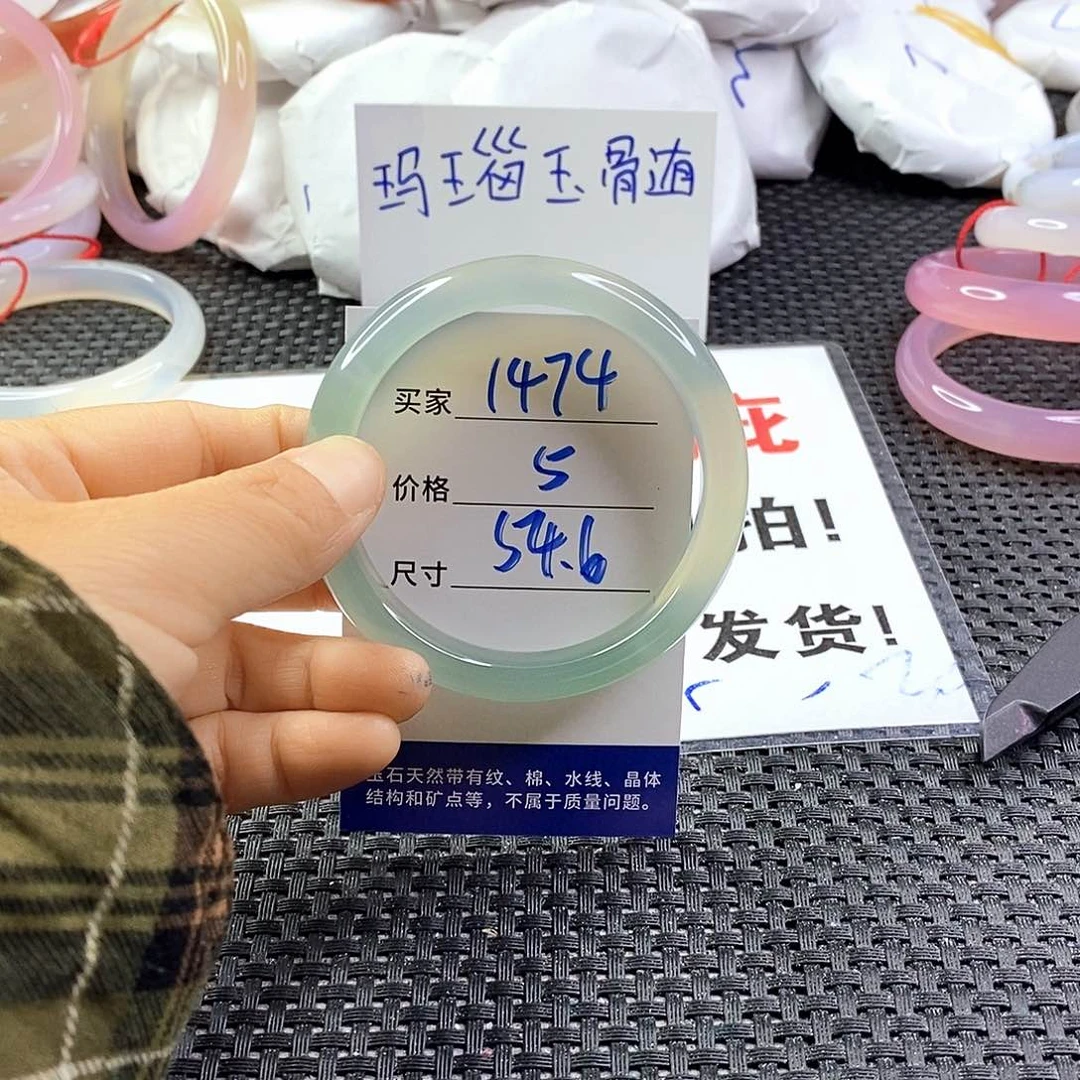 玛瑙玉骨髓
买家 1474
价格 5
尺寸 54.6
拍!
发货!
玉石天然带有纹、棉、水线、晶体
结构和矿点等，不属于质量问题。